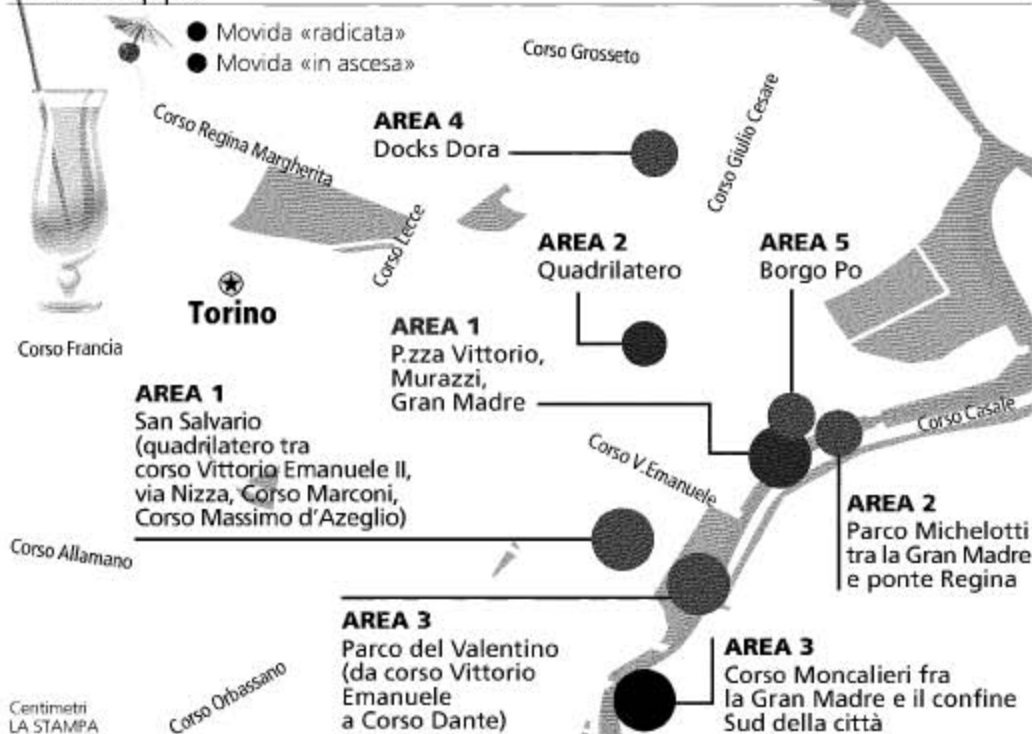 ● Movida «radicata»
● Movida «in ascesa»
Corso Grosseto
Corso Regina Margherita
Corso Giulio Cesare
AREA 4
Docks Dora
Corso Lecce
AREA 2
Quadrilatero
AREA 5
Borgo Po
Torino
Corso Francia
AREA 1
P.zza Vittorio,
Murazzi,
Gran Madre
AREA 1
San Salvario
(quadrilatero tra
corso Vittorio Emanuele II,
via Nizza, Corso Marconi,
Corso Massimo d'Azeglio)
Corso Casale
Corso V.Emanuele
AREA 2
Parco Michelotti
tra la Gran Madre
e ponte Regina
Corso Allamano
AREA 3
Parco del Valentino
(da corso Vittorio
Emanuele
a Corso Dante)
AREA 3
Corso Moncalieri fra
la Gran Madre e il confine
Sud della città
Corso Orbassano
Centimetri
LA STAMPA